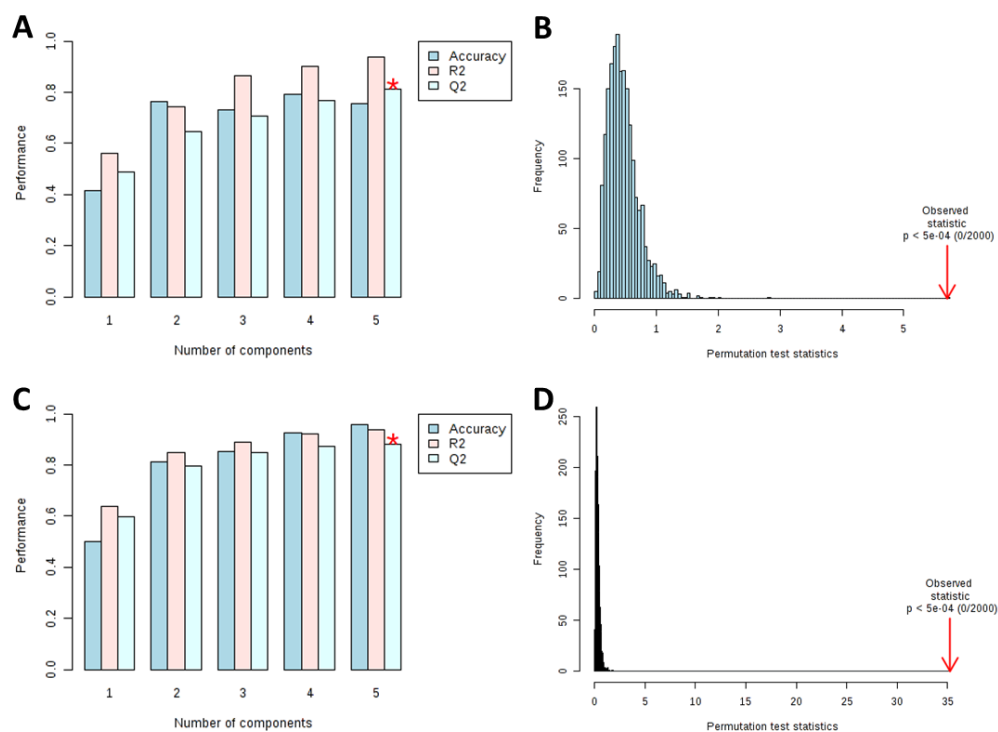 A
Performance
0.0 0.2 0.4 0.6 0.8 1.0
*
1 2 3 4 5
Number of components
Accuracy
R2
Q2
B
Frequency
0 50 100 150
Observed
statistic
p < 5e-04 (0/2000)
0 1 2 3 4 5
Permutation test statistics
C
Performance
0.0 0.2 0.4 0.6 0.8 1.0
*
1 2 3 4 5
Number of components
Accuracy
R2
Q2
D
Frequency
0 50 100 150 200 250
Observed
statistic
p < 5e-04 (0/2000)
0 5 10 15 20 25 30 35
Permutation test statistics